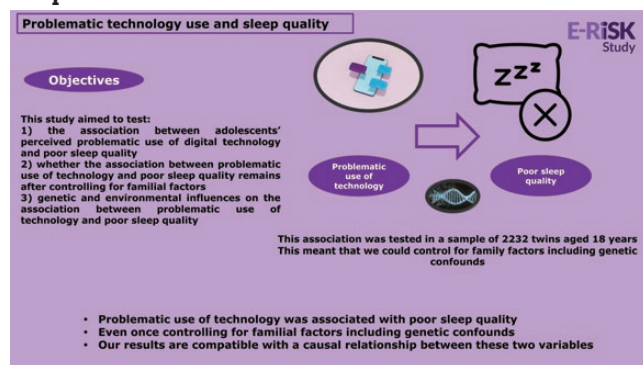 Problematic technology use and sleep quality
E-RiSK
Study
Objectives
This study aimed to test:
1) the association between adolescents'
perceived problematic use of digital technology
and poor sleep quality
2) whether the association between problematic
use of technology and poor sleep quality remains
after controlling for familial factors
3) genetic and environmental influences on the
association between problematic use of
technology and poor sleep quality
zzz
Problematic
use of
technology
Poor sleep
quality
This association was tested in a sample of 2232 twins aged 18 years
This meant that we could control for family factors including genetic
confounds
• Problematic use of technology was associated with poor sleep quality
• Even once controlling for familial factors including genetic confounds
• Our results are compatible with a causal relationship between these two variables